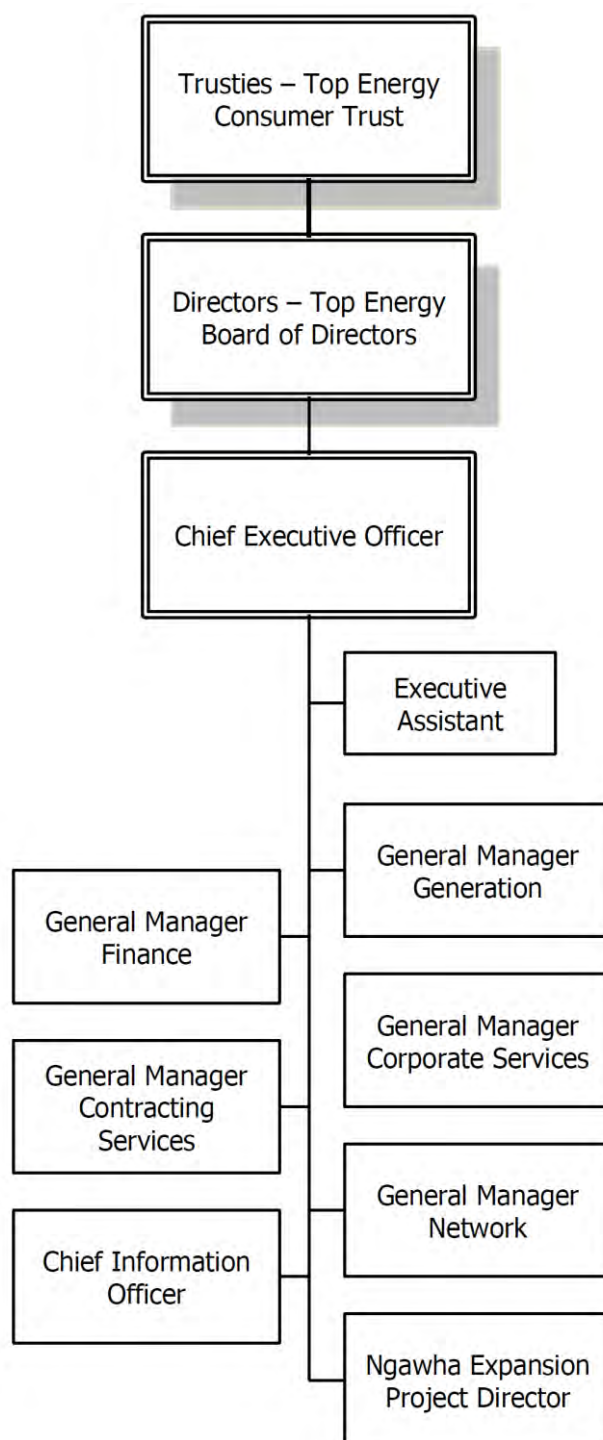 Trusties – Top Energy
Consumer Trust
Directors – Top Energy
Board of Directors
Chief Executive Officer
Executive
Assistant
General Manager
Generation
General Manager
Finance
General Manager
Corporate Services
General Manager
Contracting
Services
General Manager
Network
Chief Information
Officer
Ngawha Expansion
Project Director